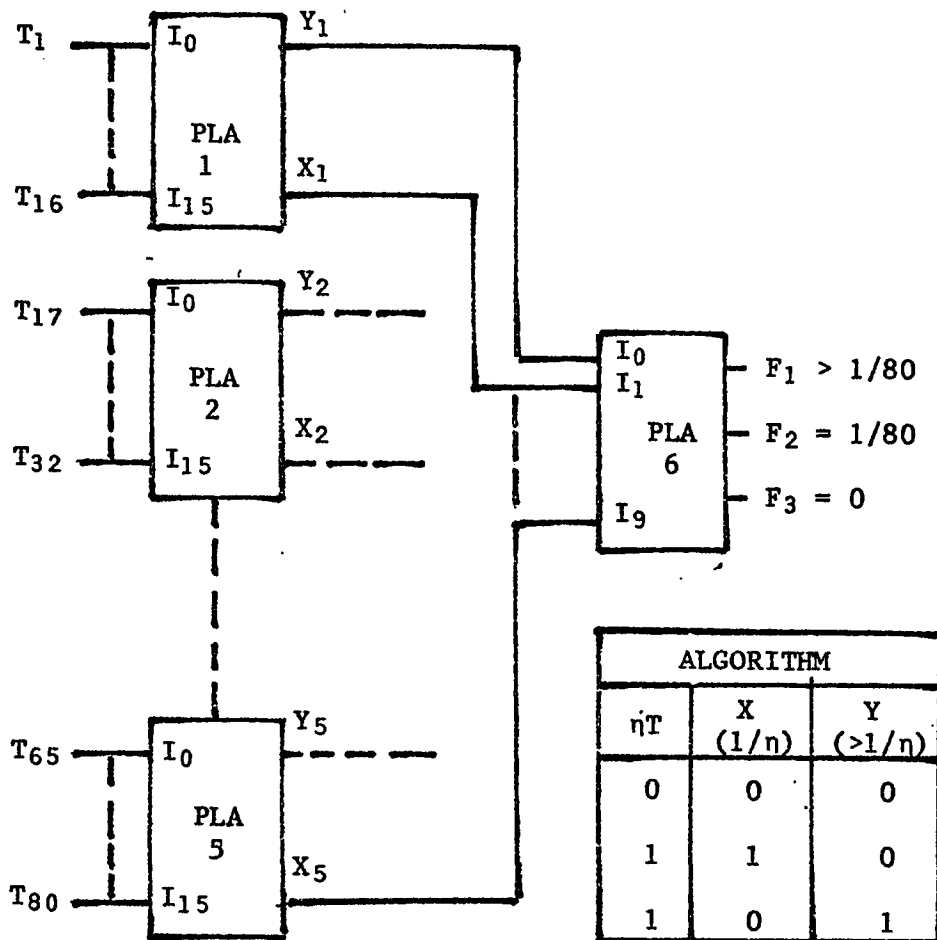 T1 I0 Y1
PLA
1
T16 I15 X1
T17 I0 Y2
PLA
2
T32 I15 X2
I0 F1 > 1/80
I1
PLA
6
F2 = 1/80
I9 F3 = 0
T65 I0 Y5
PLA
5
T80 I15 X5
ALGORITHM
ηT X Y
(1/η) (>1/η)
0 0 0
1 1 0
1 0 1